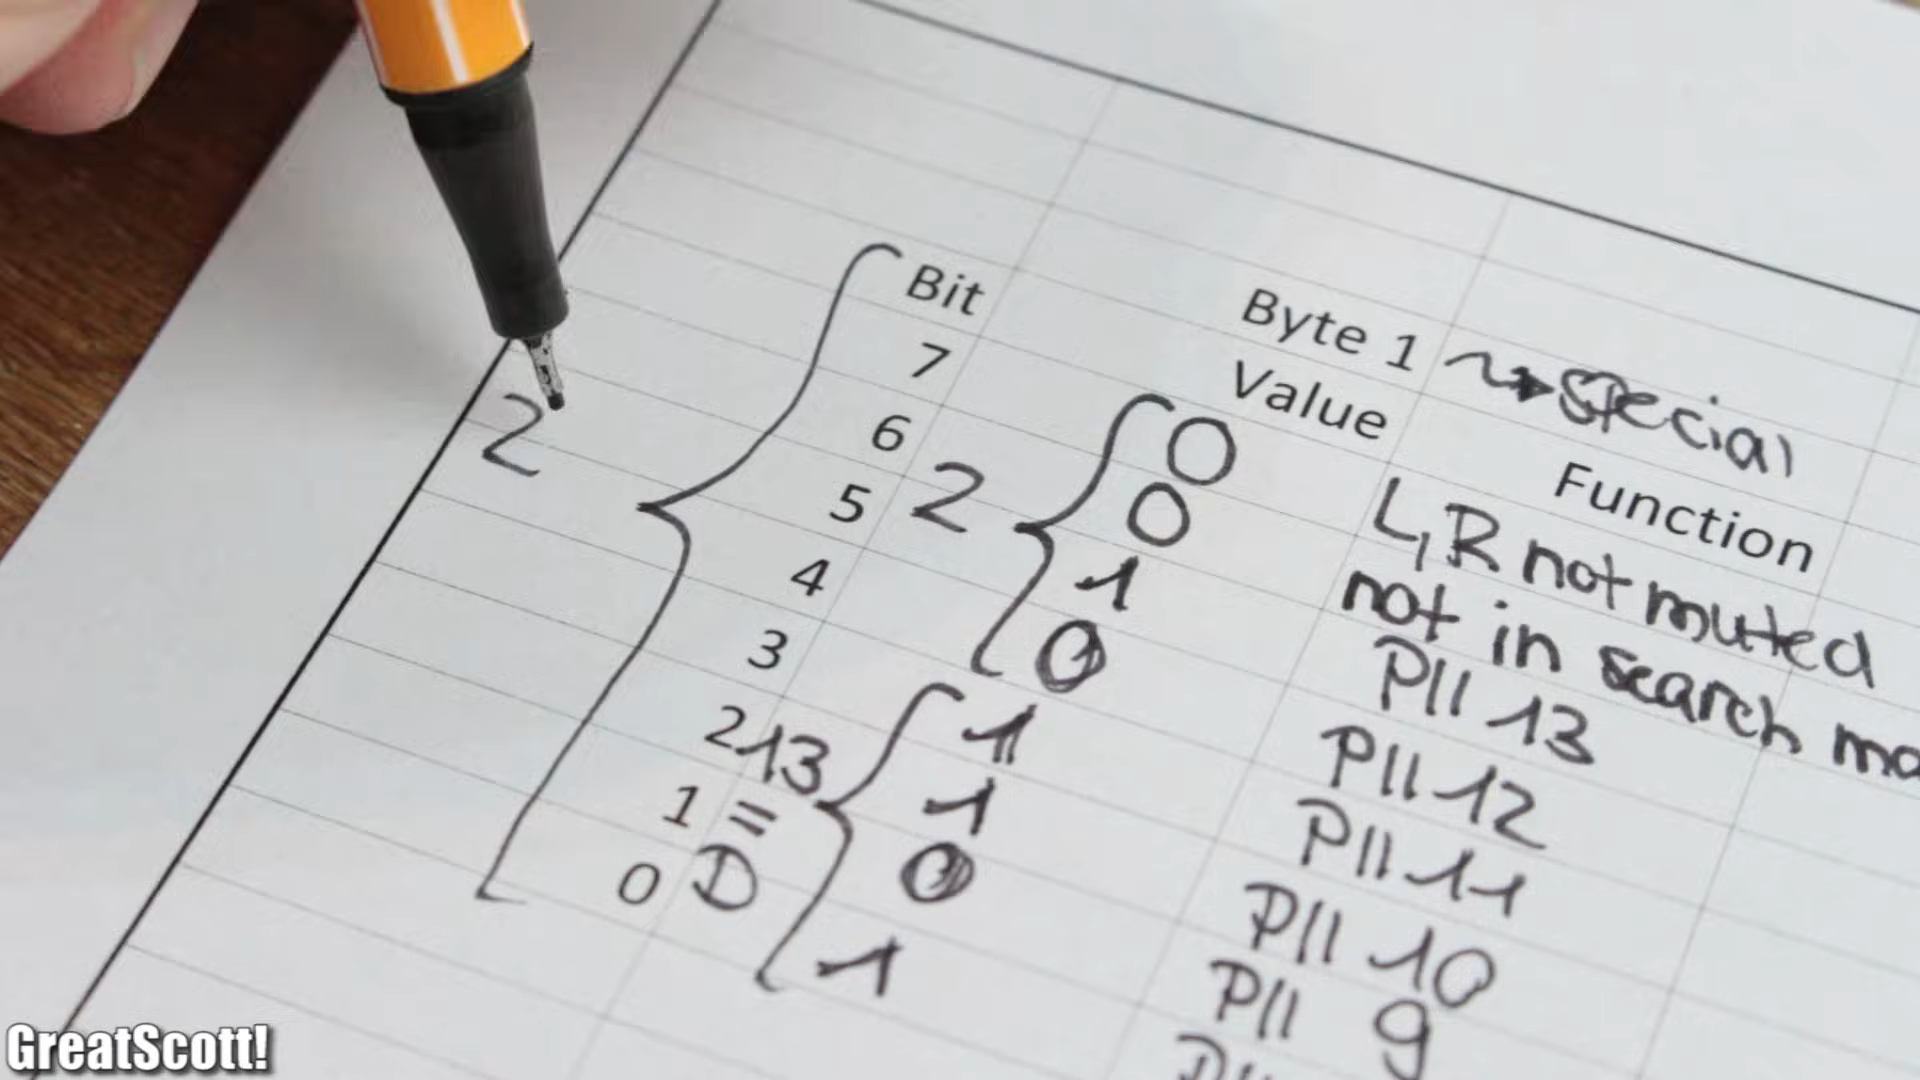 Bit Byte 1 → special
7 Value Function
6 0 L,R not muted
5 2 0 not in search
2 4 1 Pll 13
3 0 Pll 12
2 13 1 Pll 11
1 = 1 Pll 10
0 D 0 Pll 9
1
GreatScott!